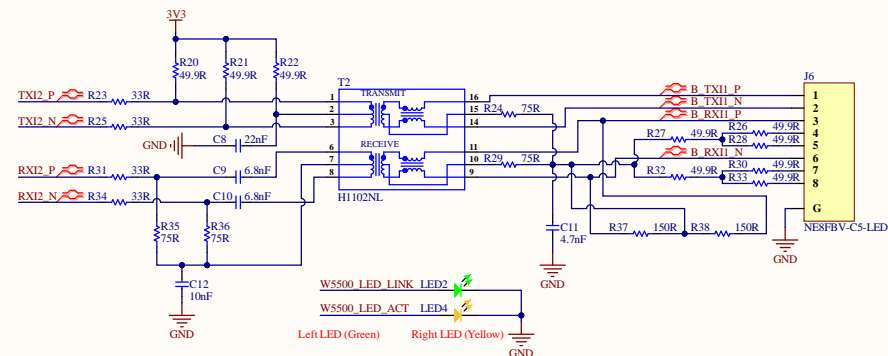 3V3
R20
49.9R
R21
49.9R
R22
49.9R
TXI2_P
R23
33R
TXI2_N
R25
33R
GND
C8
22nF
RXI2_P
R31
33R
C9
6.8nF
RXI2_N
R34
33R
C10
6.8nF
R35
75R
R36
75R
C12
10nF
GND
T2
TRANSMIT
RECEIVE
1
2
3
6
7
8
16
15
14
11
10
9
H1102NL
R24
75R
R29
75R
C11
4.7nF
GND
B_TXI1_P
B_TXI1_N
B_RXI1_P
B_RXI1_N
R27
49.9R
R26
49.9R
R28
49.9R
R32
49.9R
R30
49.9R
R33
49.9R
R37
150R
R38
150R
J6
1
2
3
4
5
6
7
8
G
NE8FBV-C5-LED
GND
W5500_LED_LINK
LED2
W5500_LED_ACT
LED4
Left LED (Green)
Right LED (Yellow)
GND